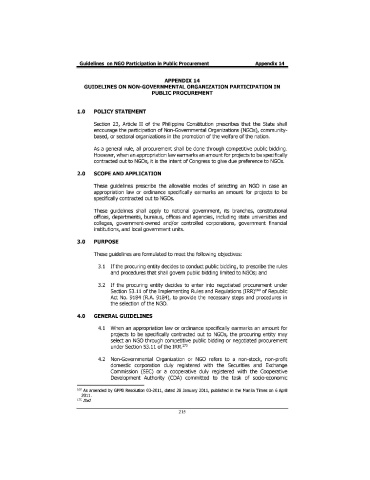 Guidelines on NGO Participation in Public Procurement Appendix 14
APPENDIX 14
GUIDELINES ON NON-GOVERNMENTAL ORGANIZATION PARTICIPATION IN
PUBLIC PROCUREMENT
1.0 POLICY STATEMENT
Section 23, Article II of the Philippine Constitution prescribes that the State shall
encourage the participation of Non-Governmental Organizations (NGOs), community-
based, or sectoral organizations in the promotion of the welfare of the nation.
As a general rule, all procurement shall be done through competitive public bidding.
However, when an appropriation law earmarks an amount for projects to be specifically
contracted out to NGOs, it is the intent of Congress to give due preference to NGOs.
2.0 SCOPE AND APPLICATION
These guidelines prescribe the allowable modes of selecting an NGO in case an
appropriation law or ordinance specifically earmarks an amount for projects to be
specifically contracted out to NGOs.
These guidelines shall apply to national government, its branches, constitutional
offices, departments, bureaus, offices and agencies, including state universities and
colleges, government-owned and/or controlled corporations, government financial
institutions, and local government units.
3.0 PURPOSE
These guidelines are formulated to meet the following objectives:
3.1 If the procuring entity decides to conduct public bidding, to prescribe the rules
and procedures that shall govern public bidding limited to NGOs; and
3.2 If the procuring entity decides to enter into negotiated procurement under
Section 53.11 of the Implementing Rules and Regulations (IRR) of Republic
Act No. 9184 (R.A. 9184), to provide the necessary steps and procedures in
the selection of the NGO.
4.0 GENERAL GUIDELINES
4.1 When an appropriation law or ordinance specifically earmarks an amount for
projects to be specifically contracted out to NGOs, the procuring entity may
select an NGO through competitive public bidding or negotiated procurement
under Section 53.11 of the IRR.
4.2 Non-Governmental Organization or NGO refers to a non-stock, non-profit
domestic corporation duly registered with the Securities and Exchange
Commission (SEC) or a cooperative duly registered with the Cooperative
Development Authority (CDA) committed to the task of socio-economic
As amended by GPPB Resolution 03-2011, dated 28 January 2011, published in the Manila Times on 6 April
2011.
Ibid